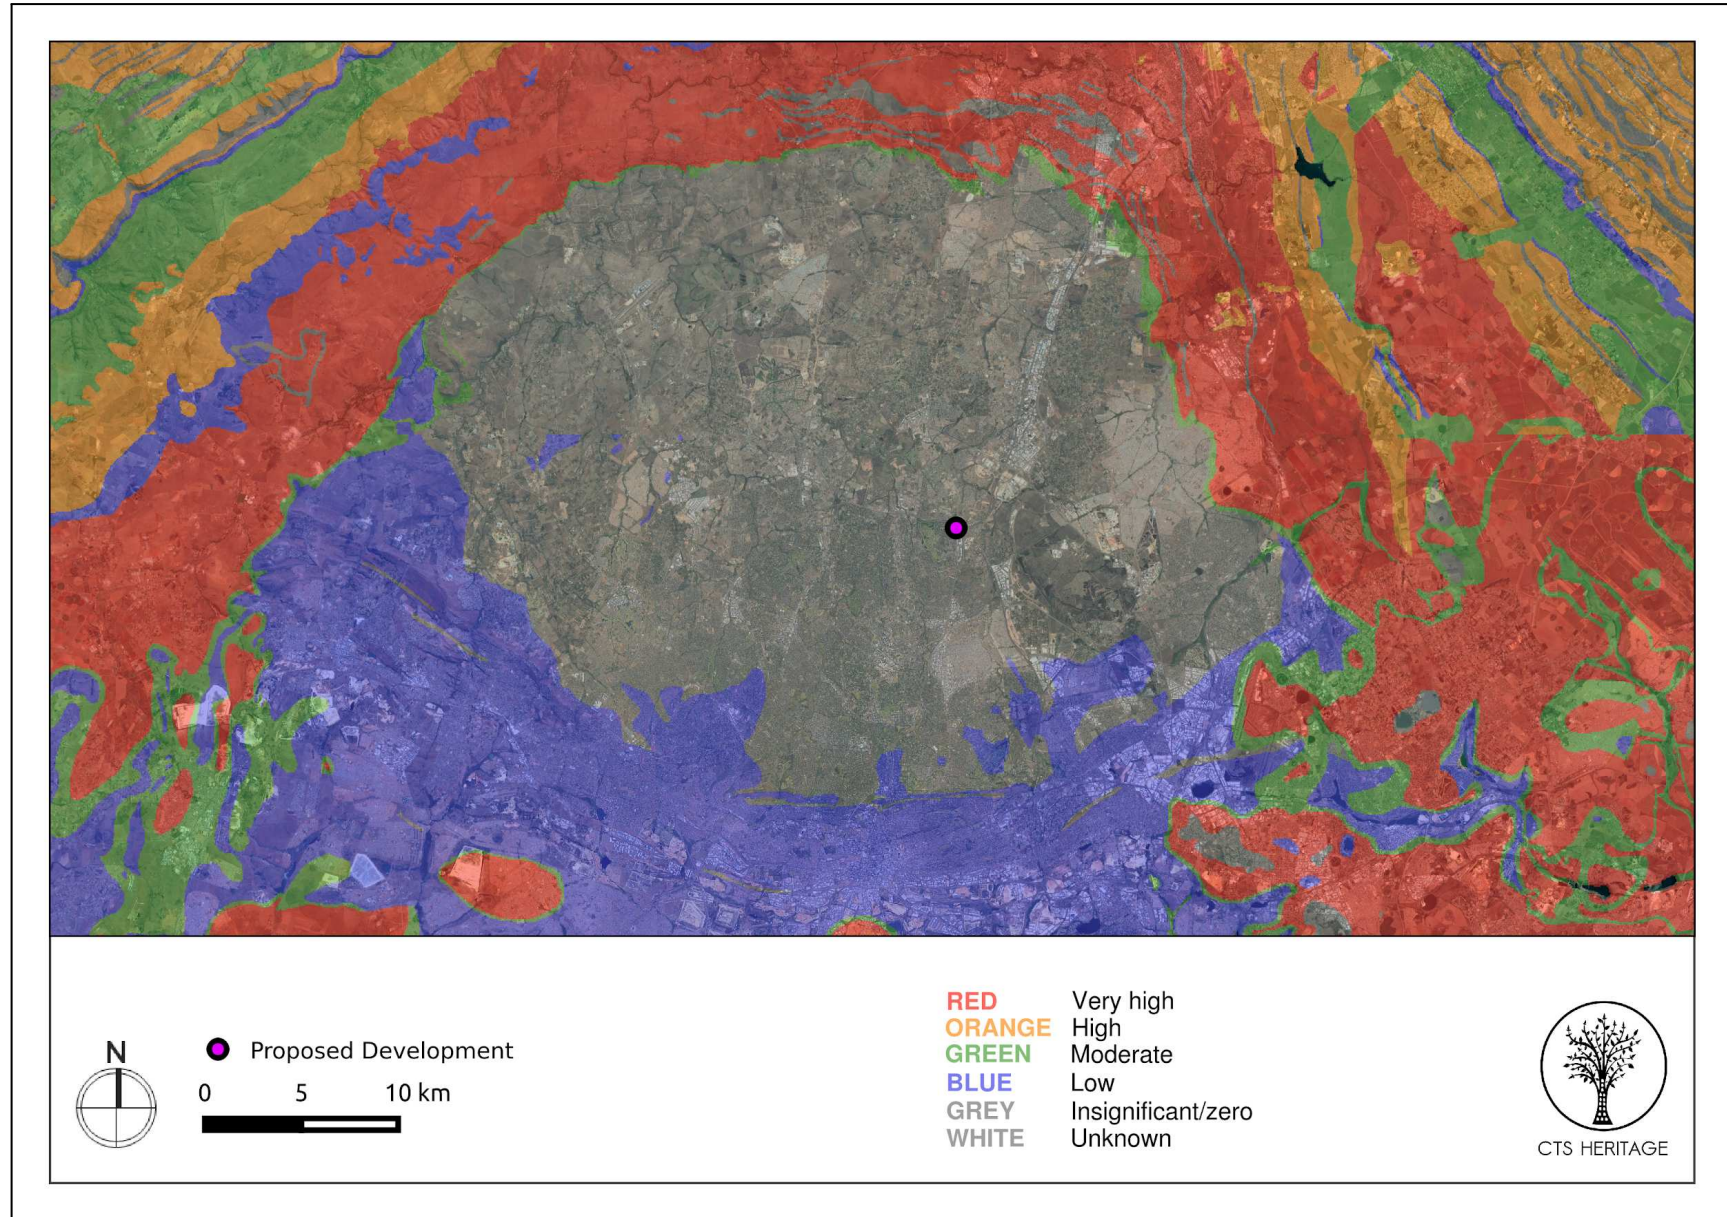 N
Proposed Development
0 5 10 km
RED Very high
ORANGE High
GREEN Moderate
BLUE Low
GREY Insignificant/zero
WHITE Unknown
CTS HERITAGE